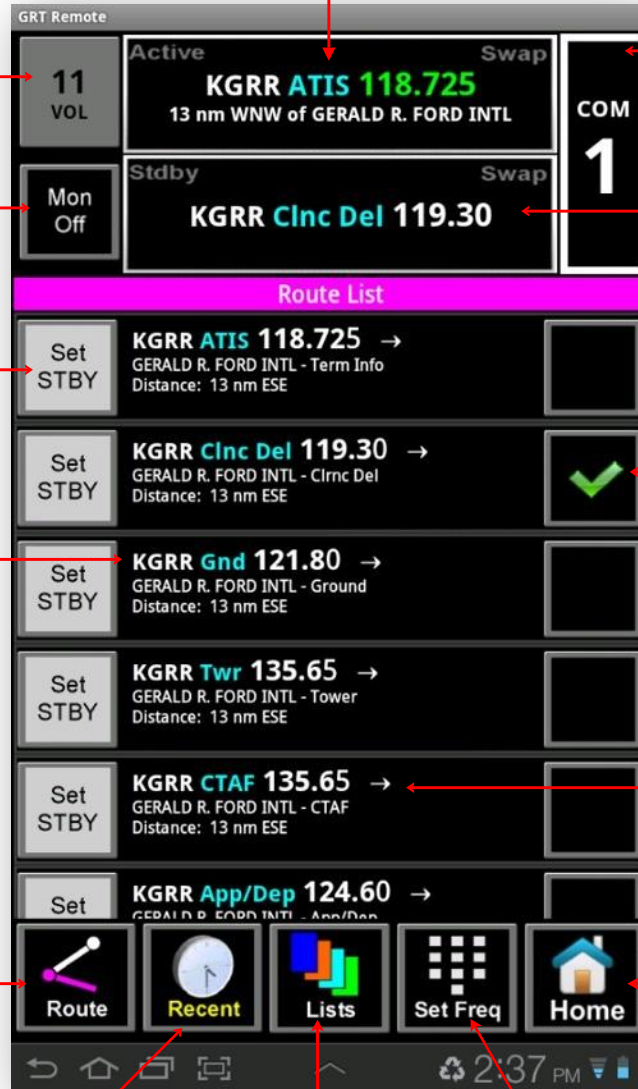 GRT Remote
11
VOL
Active Swap
KGRR ATIS 118.725
13 nm WNW of GERALD R. FORD INTL
COM
1
Mon
Off
Stdby Swap
KGRR Clnc Del 119.30
Route List
Set
STBY
KGRR ATIS 118.725 →
GERALD R. FORD INTL - Term Info
Distance: 13 nm ESE
Set
STBY
KGRR Clnc Del 119.30 →
GERALD R. FORD INTL - Clrnc Del
Distance: 13 nm ESE
Set
STBY
KGRR Gnd 121.80 →
GERALD R. FORD INTL - Ground
Distance: 13 nm ESE
Set
STBY
KGRR Twr 135.65 →
GERALD R. FORD INTL - Tower
Distance: 13 nm ESE
Set
STBY
KGRR CTAF 135.65 →
GERALD R. FORD INTL - CTAF
Distance: 13 nm ESE
Set
KGRR App/Dep 124.60 →
GERALD R. FORD INTL - App/Dep
Route
Recent
Lists
Set Freq
Home
2:37 PM